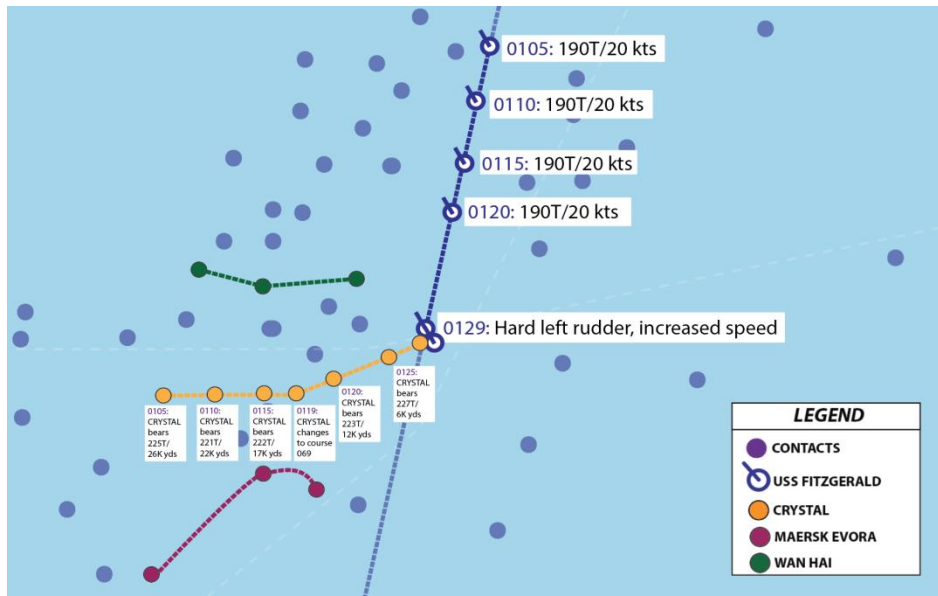 0105: 190T/20 kts
0110: 190T/20 kts
0115: 190T/20 kts
0120: 190T/20 kts
0129: Hard left rudder, increased speed
0105:
CRYSTAL
bears
225T/
26K yds
0110:
CRYSTAL
bears
221T/
22K yds
0115:
CRYSTAL
bears
222T/
17K yds
0119:
CRYSTAL
changes
to course
069
0120:
CRYSTAL
bears
223T/
12K yds
0125:
CRYSTAL
bears
227T/
6K yds
LEGEND
CONTACTS
USS FITZGERALD
CRYSTAL
MAERSK EVORA
WAN HAI